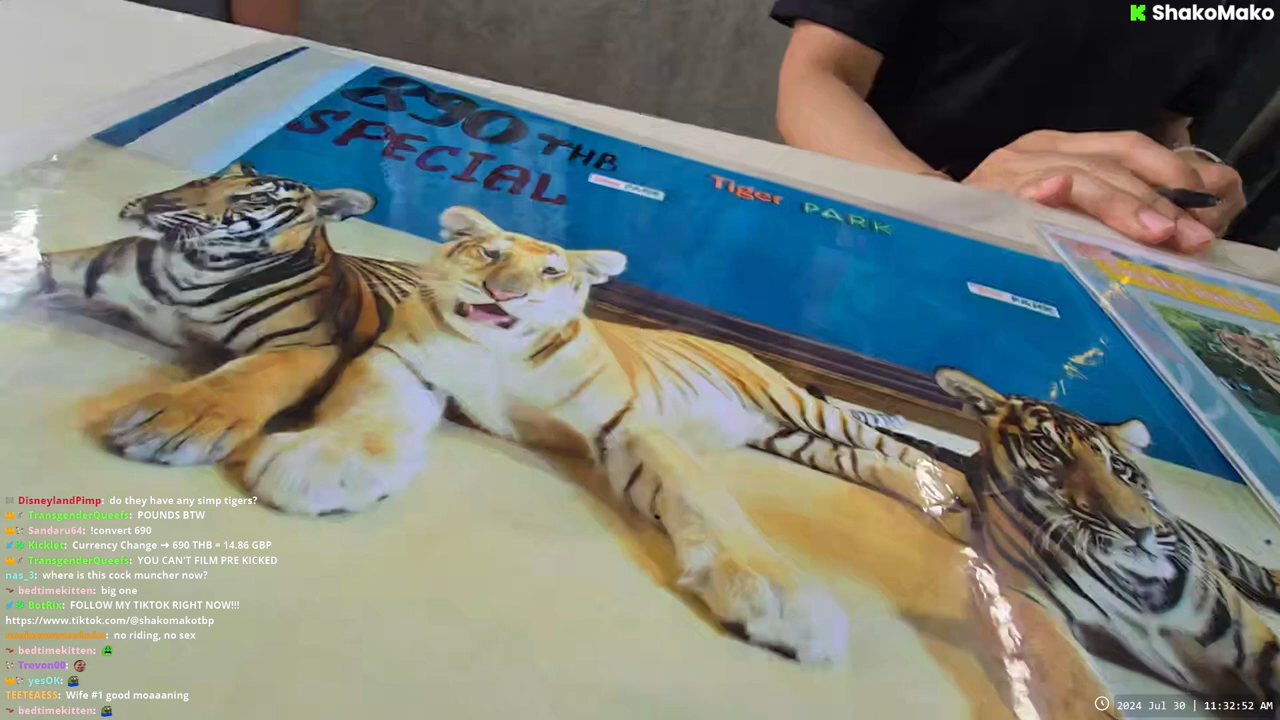 ShakoMako
890 THB
SPECIAL
Tiger PARK
PARK
PARK
DisneylandPimp: do they have any simp tigers?
TransgenderQueefs: POUNDS BTW
Sandaru64: !convert 690
Kicklet: Currency Change → 690 THB = 14.86 GBP
TransgenderQueefs: YOU CAN'T FILM PRE KICKED
nas_3: where is this cock muncher now?
bedtimekitten: big one
BotRix: FOLLOW MY TIKTOK RIGHT NOW!!!
https://www.tiktok.com/@shakomakotbp
no riding, no sex
bedtimekitten:
Trevon00:
yesOK:
TEETEAESS: Wife #1 good moaaaning
bedtimekitten:
2024 Jul 30 | 11:32:52 AM